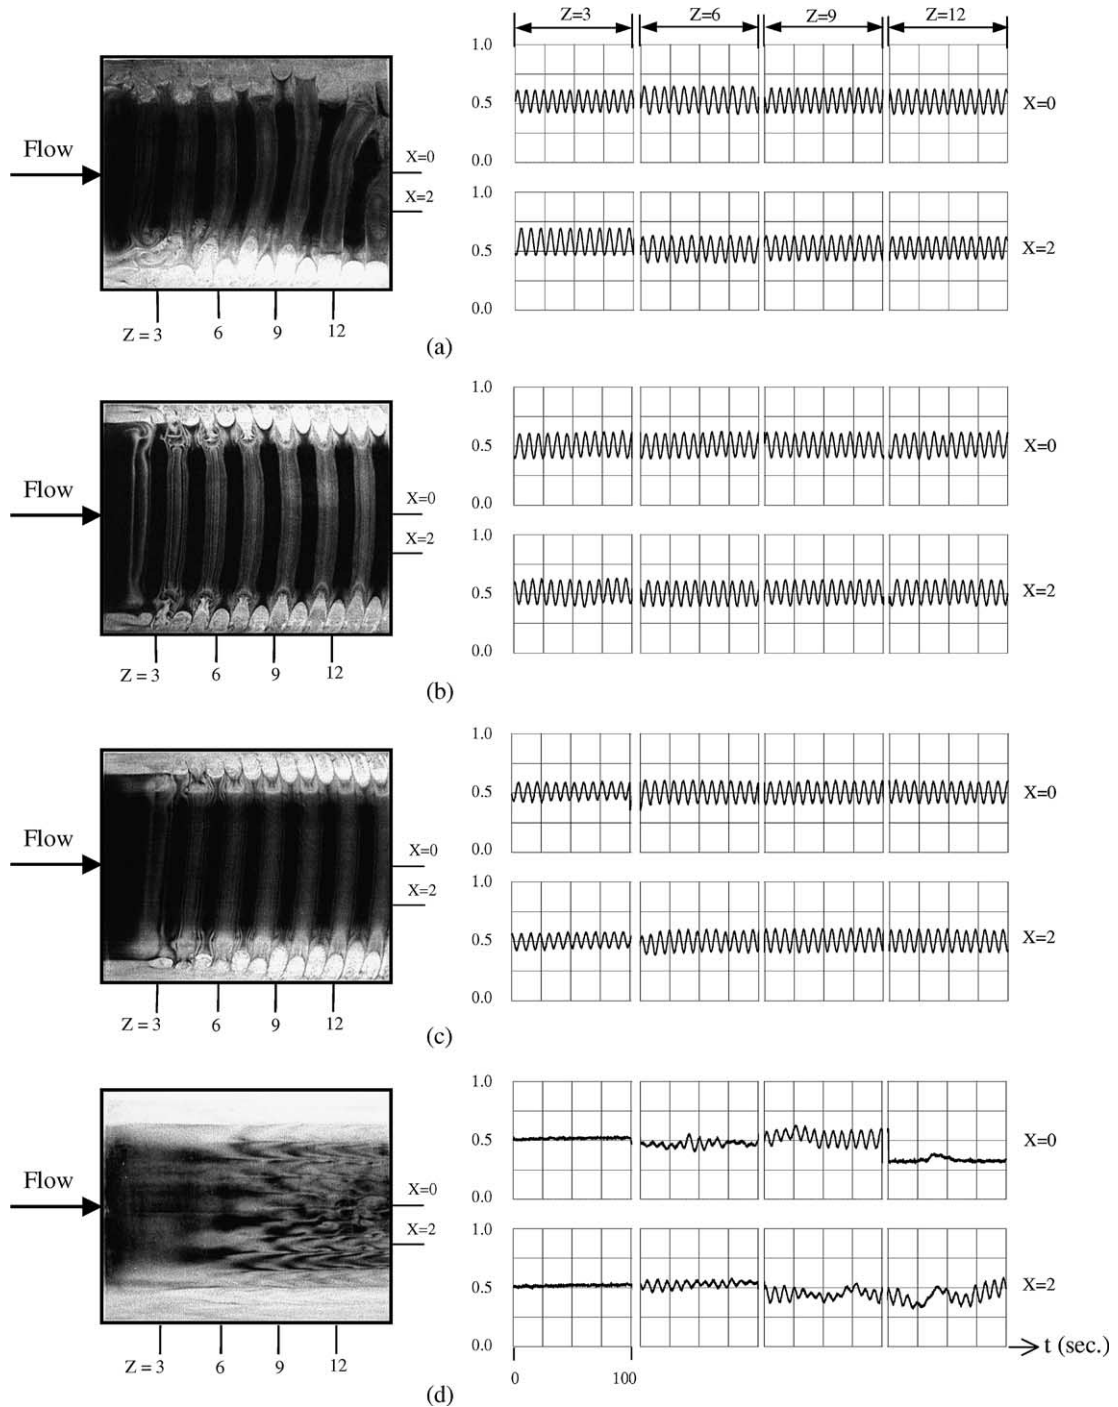 Z=3 Z=6 Z=9 Z=12
1.0
0.5
0.0
X=0
1.0
0.5
0.0
X=2
Flow
X=0
X=2
Z = 3 6 9 12
(a)
1.0
0.5
0.0
X=0
1.0
0.5
0.0
X=2
Flow
X=0
X=2
Z = 3 6 9 12
(b)
1.0
0.5
0.0
X=0
1.0
0.5
0.0
X=2
Flow
X=0
X=2
Z = 3 6 9 12
(c)
1.0
0.5
0.0
X=0
1.0
0.5
0.0
X=2
Flow
X=0
X=2
Z = 3 6 9 12
t (sec.)
0 100
(d)